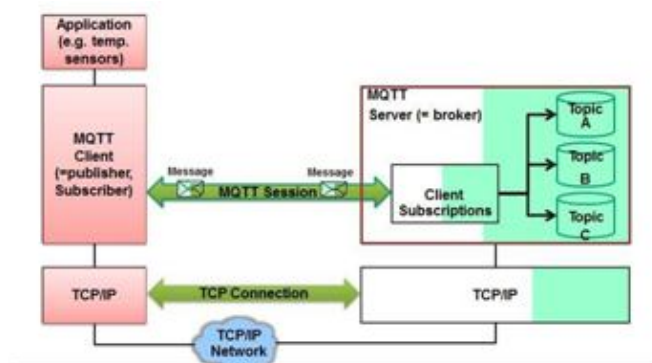 Application
(e.g. temp.
sensors)
MQTT
Client
(=publisher,
Subscriber)
Message
Message
MQTT Session
MQTT
Server (= broker)
Client
Subscriptions
Topic
A
Topic
B
Topic
C
TCP/IP
TCP Connection
TCP/IP
TCP/IP
Network